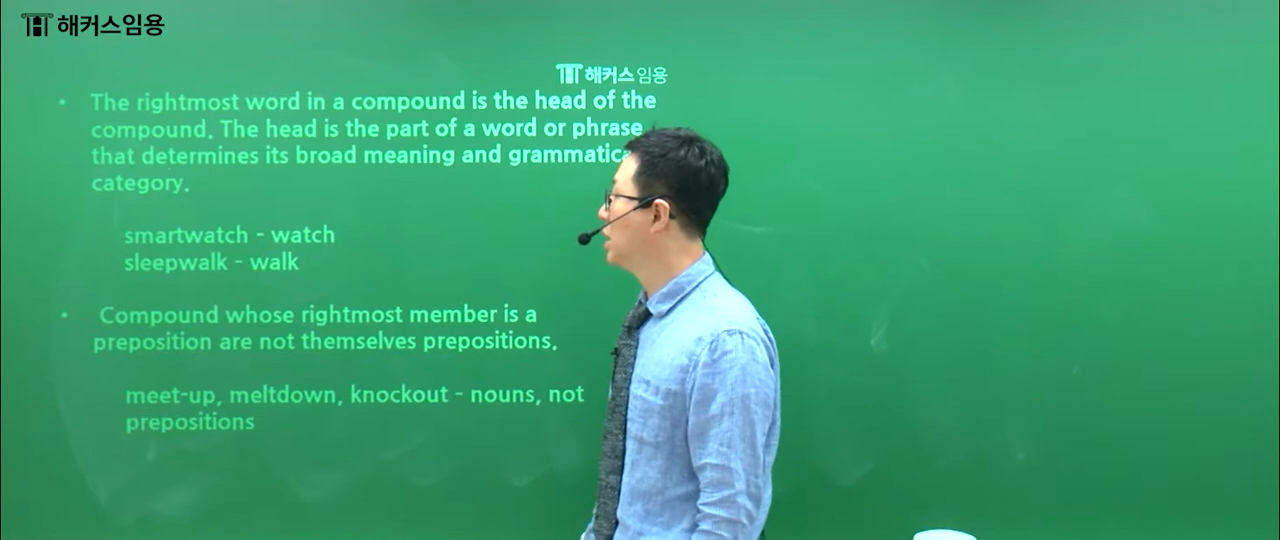 해커스임용
해커스임용
• The rightmost word in a compound is the head of the
compound. The head is the part of a word or phrase
that determines its broad meaning and grammatic
category.
smartwatch - watch
sleepwalk - walk
• Compound whose rightmost member is a
preposition are not themselves prepositions.
meet-up, meltdown, knockout - nouns, not
prepositions